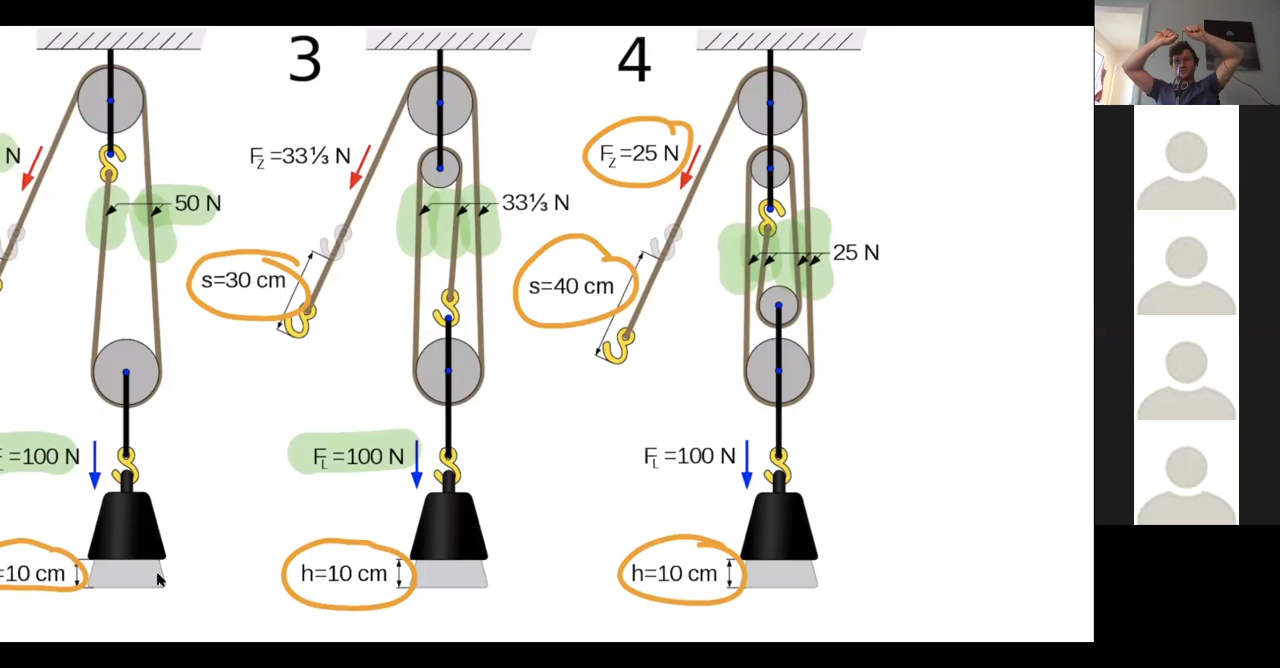 3
4
N
F_Z =33⅓ N
F_Z =25 N
50 N
33⅓ N
25 N
s=30 cm
s=40 cm
=100 N
F_L =100 N
F_L =100 N
=10 cm
h=10 cm
h=10 cm